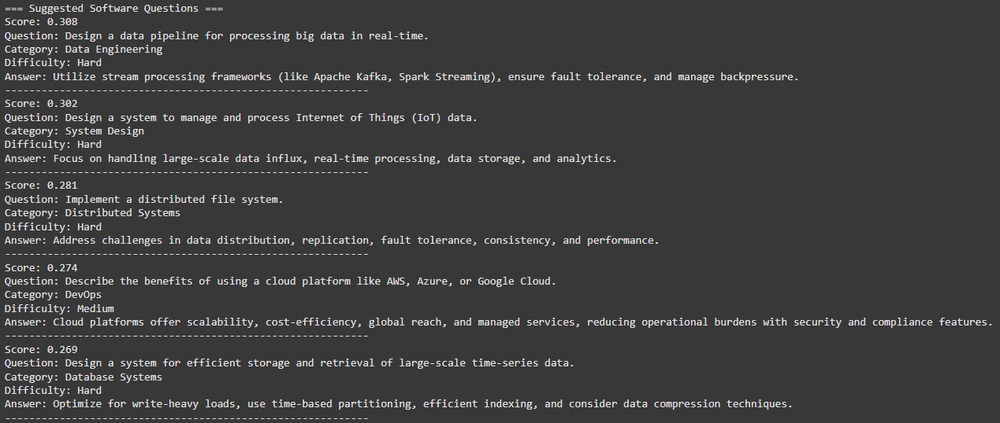 === Suggested Software Questions ===
Score: 0.308
Question: Design a data pipeline for processing big data in real-time.
Category: Data Engineering
Difficulty: Hard
Answer: Utilize stream processing frameworks (like Apache Kafka, Spark Streaming), ensure fault tolerance, and manage backpressure.
------------------------------------------------------------
Score: 0.302
Question: Design a system to manage and process Internet of Things (IoT) data.
Category: System Design
Difficulty: Hard
Answer: Focus on handling large-scale data influx, real-time processing, data storage, and analytics.
------------------------------------------------------------
Score: 0.281
Question: Implement a distributed file system.
Category: Distributed Systems
Difficulty: Hard
Answer: Address challenges in data distribution, replication, fault tolerance, consistency, and performance.
------------------------------------------------------------
Score: 0.274
Question: Describe the benefits of using a cloud platform like AWS, Azure, or Google Cloud.
Category: DevOps
Difficulty: Medium
Answer: Cloud platforms offer scalability, cost-efficiency, global reach, and managed services, reducing operational burdens with security and compliance features.
------------------------------------------------------------
Score: 0.269
Question: Design a system for efficient storage and retrieval of large-scale time-series data.
Category: Database Systems
Difficulty: Hard
Answer: Optimize for write-heavy loads, use time-based partitioning, efficient indexing, and consider data compression techniques.
------------------------------------------------------------